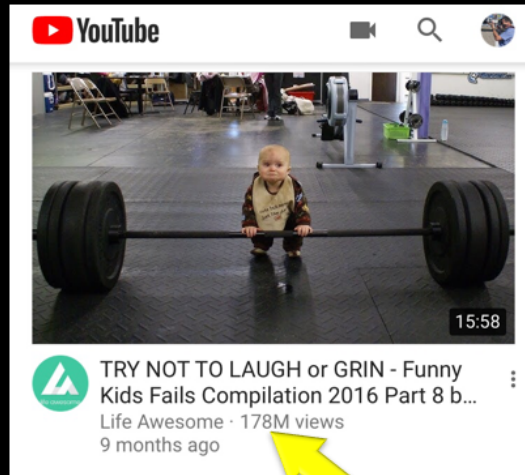 YouTube
15:58
TRY NOT TO LAUGH or GRIN - Funny
Kids Fails Compilation 2016 Part 8 b...
Life Awesome · 178M views
9 months ago